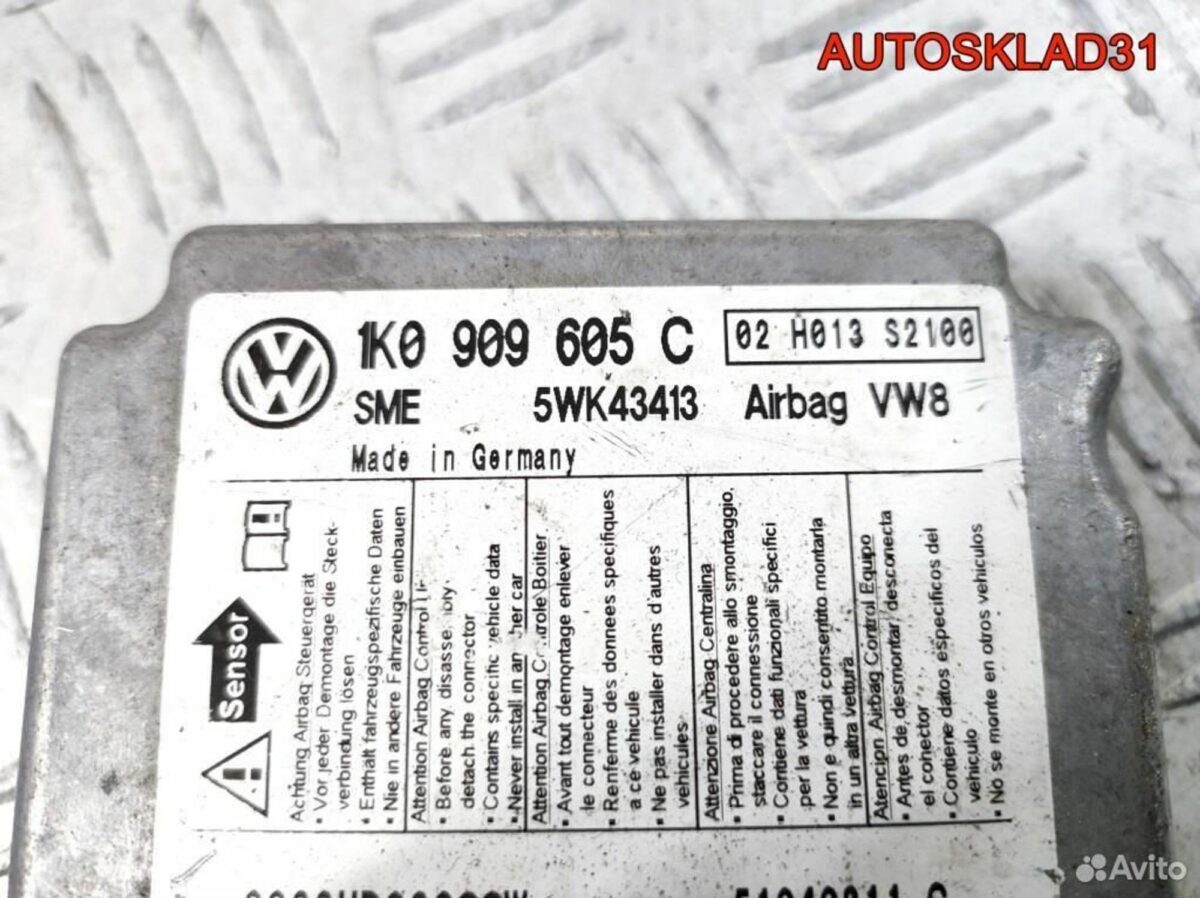 AUTOSKLAD31
1K0 909 605 C
02 H013 S2100
SME 5WK43413 Airbag VW8
Made in Germany
Sensor
Achtung Airbag Steuergerät
• Vor jeder Demontage die Steck-
verbindung lösen
• Enthält fahrzeugspezifische Daten
• Nie in andere Fahrzeuge einbauen
Attention Airbag Control
• Before any
detach the connector
• Contains specific vehicle data
• Never install in car
Attention Airbag Boitier
• Avant tout demontage enlever
le connecteur
• Renferme des donnees specifiques
a ce vehicule
• Ne pas installer dans d'autres
vehicules
Attenzione Airbag Centralina
• Prima di procedere allo smontaggio,
staccare il connessione
• Contiene dati funzionali specifici
per la vettura
• Non e quindi consentito montarla
in un altra vettura
Atencion Airbag Control Equipo
• Antes de desmontar desconecta
el conector
• Contiene datos especificos del
vehiculo
• No se monte en otros vehiculos
Avito